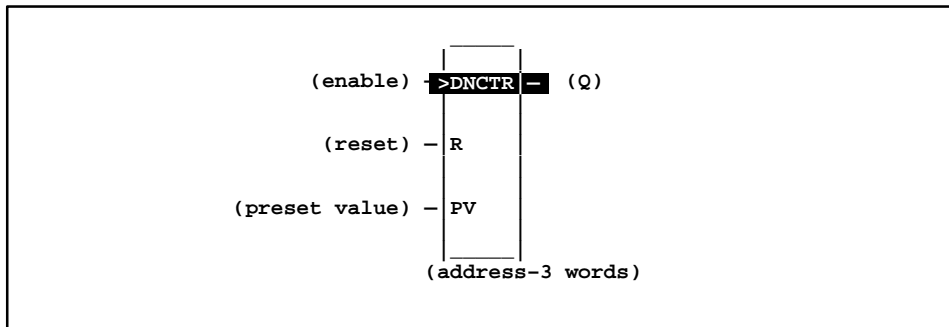 (enable) >DNCTR (Q)
(reset) R
(preset value) PV
(address-3 words)